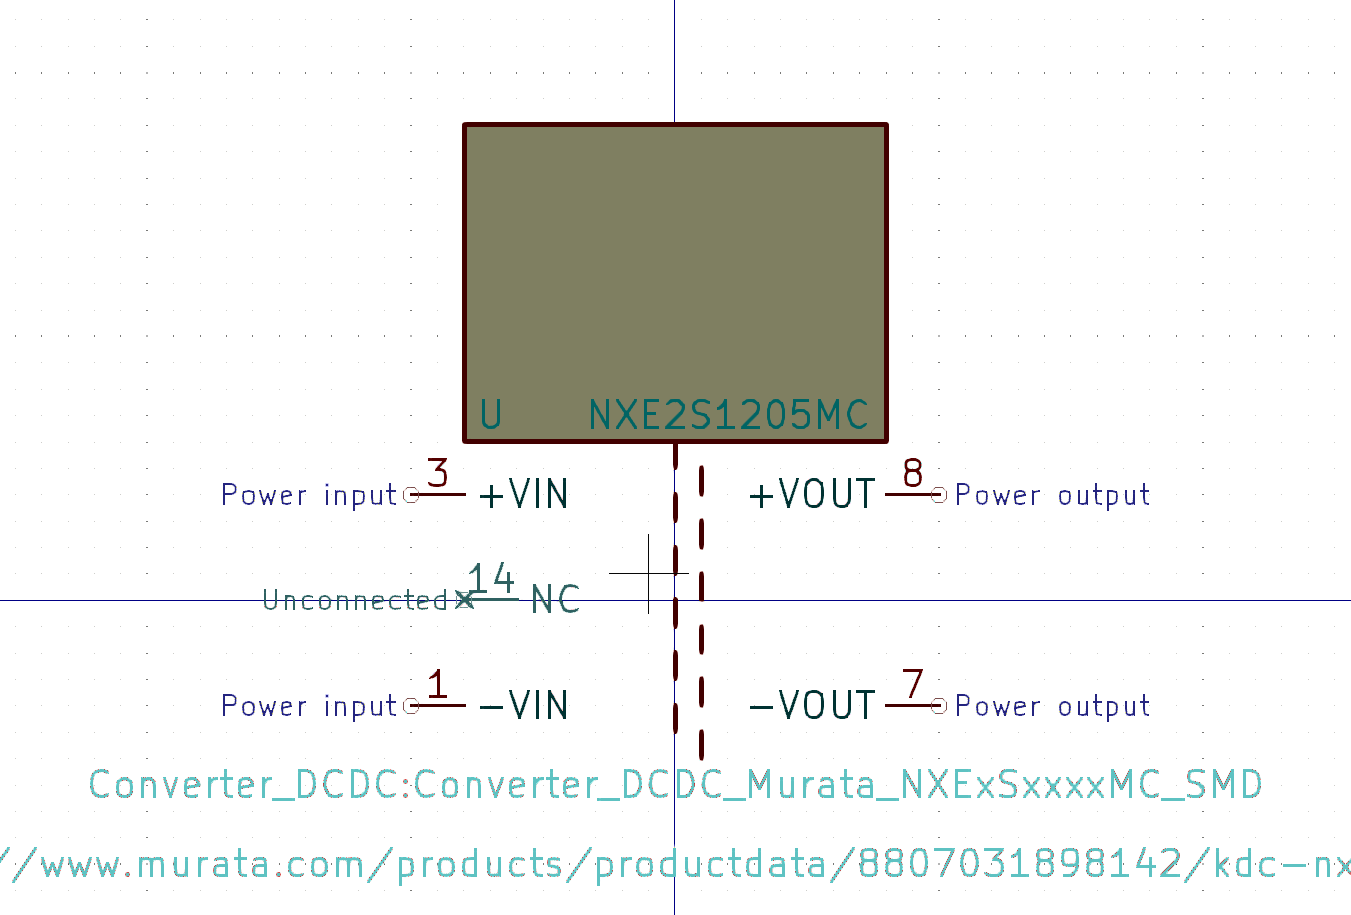 U NXE2S1205MC
3 8
Power input +VIN +VOUT Power output
14
Unconnected NC
1 7
Power input -VIN -VOUT Power output
Converter_DCDC:Converter_DCDC_Murata_NXExSxxxxMC_SMD
//www.murata.com/products/productdata/8807031898142/kdc-nx